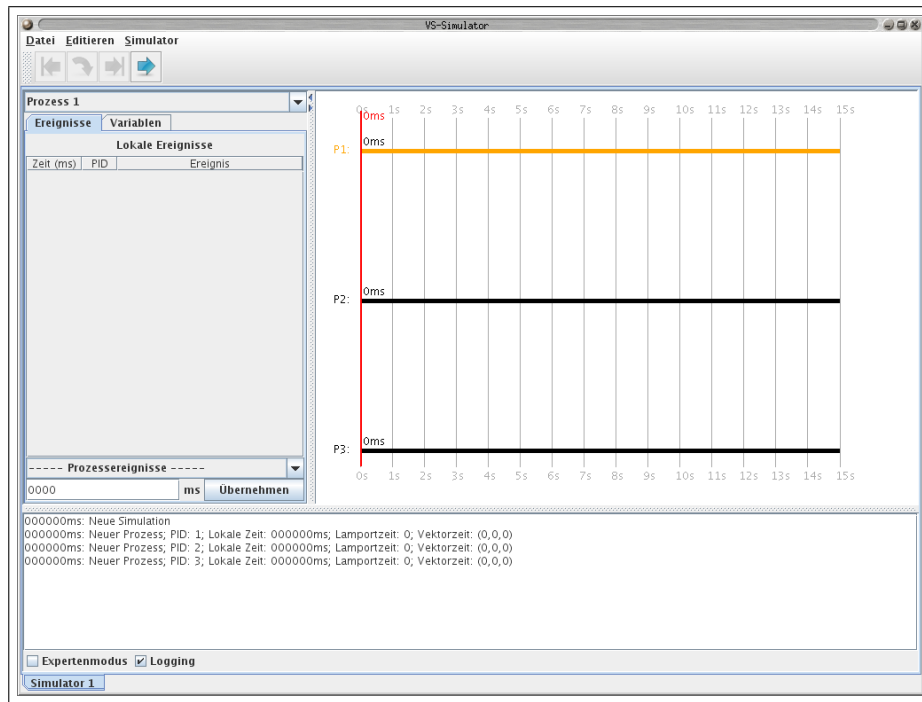 VS-Simulator
Datei Editieren Simulator
Prozess 1
Ereignisse Variablen
Lokale Ereignisse
Zeit (ms) PID Ereignis
----- Prozessereignisse -----
0000 ms Übernehmen
0s 1s 2s 3s 4s 5s 6s 7s 8s 9s 10s 11s 12s 13s 14s 15s
0ms
P1: 0ms
P2: 0ms
P3: 0ms
0s 1s 2s 3s 4s 5s 6s 7s 8s 9s 10s 11s 12s 13s 14s 15s
000000ms: Neue Simulation
000000ms: Neuer Prozess; PID: 1; Lokale Zeit: 000000ms; Lamportzeit: 0; Vektorzeit: (0,0,0)
000000ms: Neuer Prozess; PID: 2; Lokale Zeit: 000000ms; Lamportzeit: 0; Vektorzeit: (0,0,0)
000000ms: Neuer Prozess; PID: 3; Lokale Zeit: 000000ms; Lamportzeit: 0; Vektorzeit: (0,0,0)
Expertenmodus Logging
Simulator 1